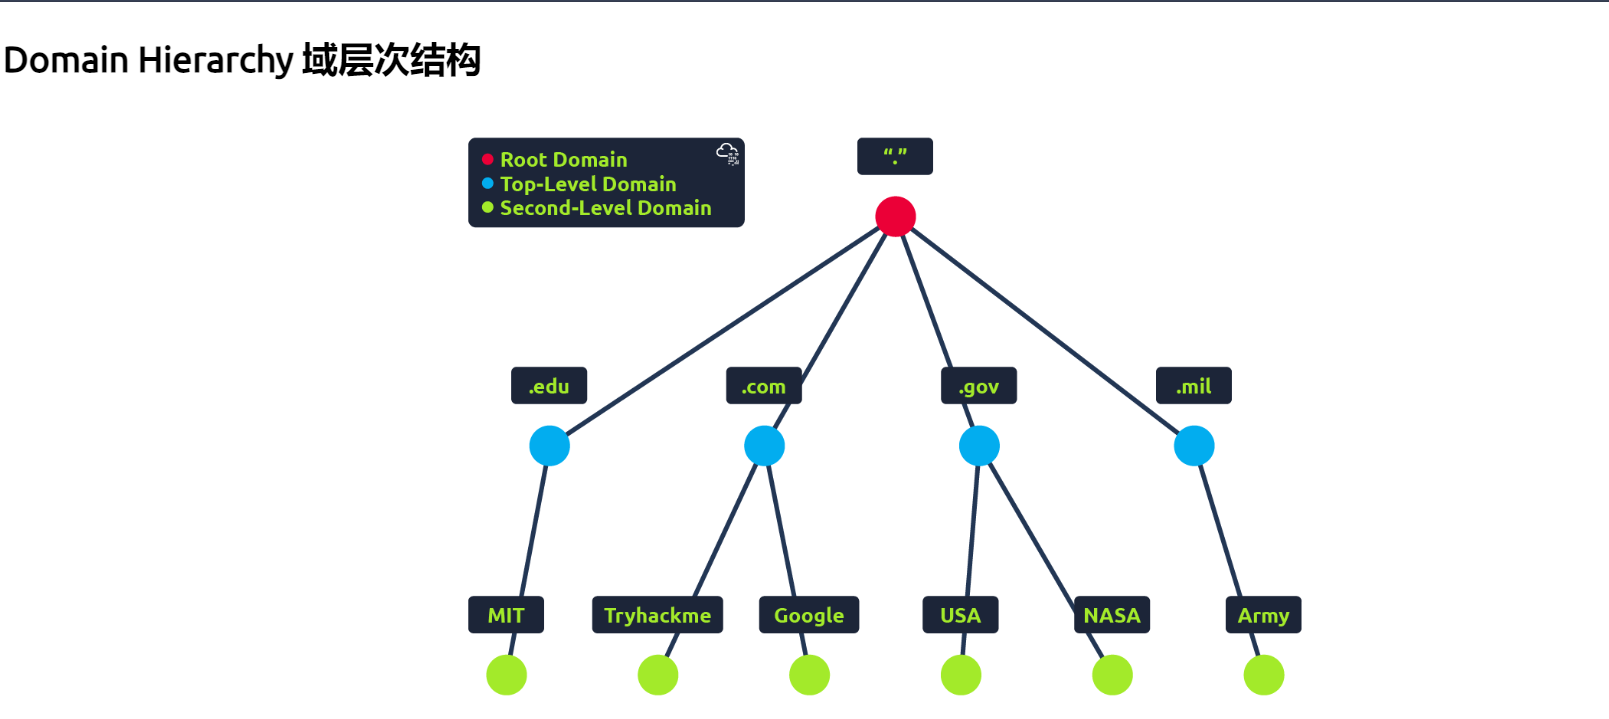 Domain Hierarchy 域层次结构
Root Domain
Top-Level Domain
Second-Level Domain
“.”
.edu
.com
.gov
.mil
MIT
Tryhackme
Google
USA
NASA
Army